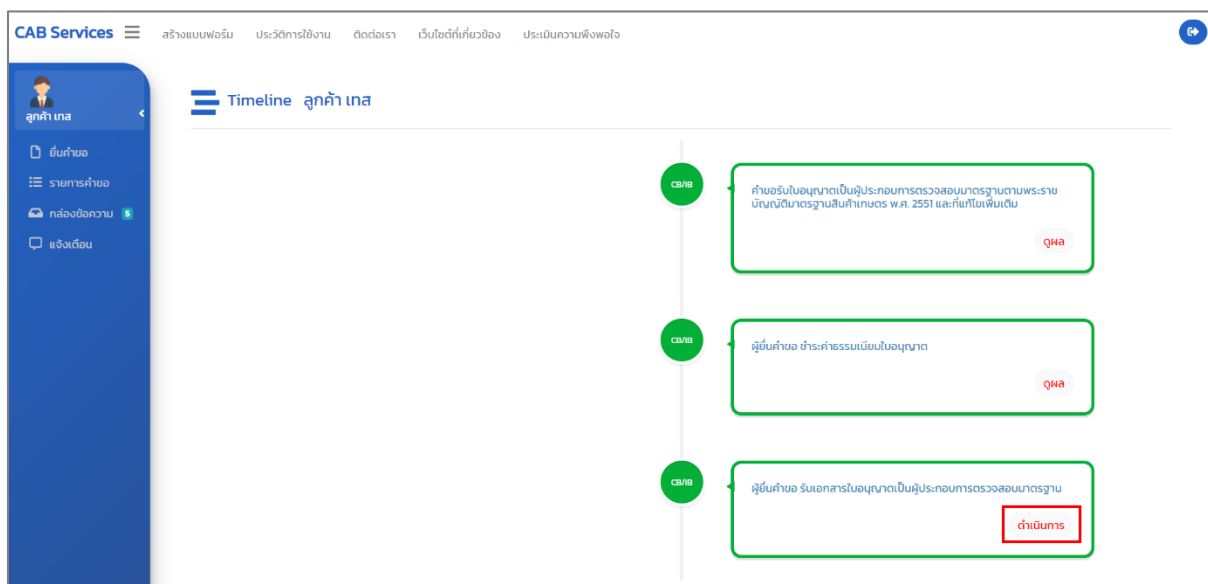 CAB Services สร้างแบบฟอร์ม ประวัติการใช้งาน ติดต่อเรา เว็บไซต์ที่เกี่ยวข้อง ประเมินความพึงพอใจ
ลูกค้า เทส
ยื่นคำขอ
รายการคำขอ
กล่องข้อความ 5
แจ้งเตือน
Timeline ลูกค้า เทส
CB/IB
คำขอรับใบอนุญาตเป็นผู้ประกอบการตรวจสอบมาตรฐานตามพระราช
บัญญัติมาตรฐานสินค้าเกษตร พ.ศ. 2551 และที่แก้ไขเพิ่มเติม
ดูผล
CB/IB
ผู้ยื่นคำขอ ชำระค่าธรรมเนียมใบอนุญาต
ดูผล
CB/IB
ผู้ยื่นคำขอ รับเอกสารใบอนุญาตเป็นผู้ประกอบการตรวจสอบมาตรฐาน
ดำเนินการ